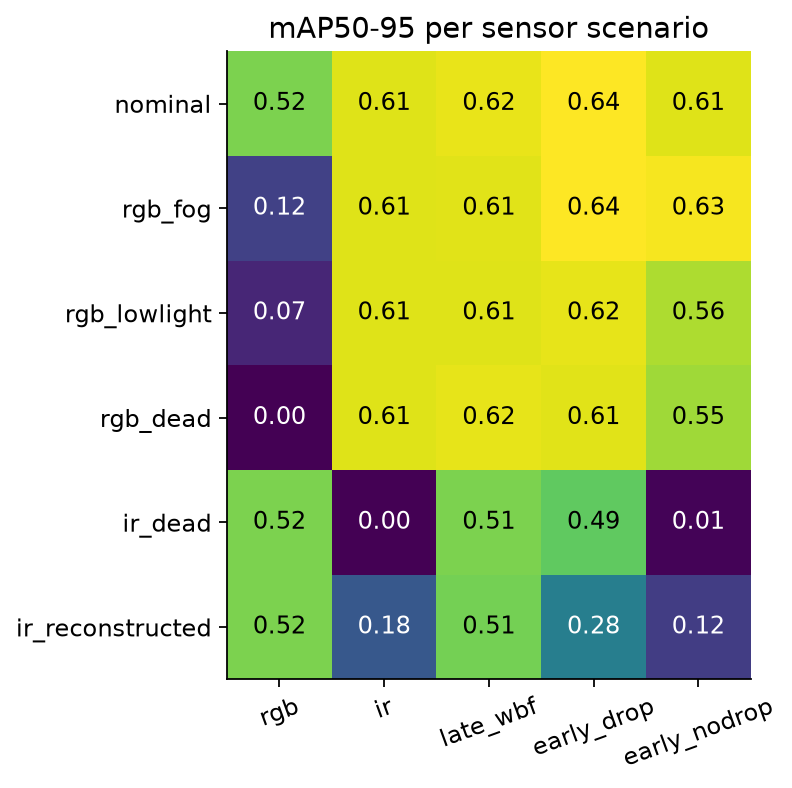 mAP50-95 per sensor scenario
nominal 0.52 0.61 0.62 0.64 0.61
rgb_fog 0.12 0.61 0.61 0.64 0.63
rgb_lowlight 0.07 0.61 0.61 0.62 0.56
rgb_dead 0.00 0.61 0.62 0.61 0.55
ir_dead 0.52 0.00 0.51 0.49 0.01
ir_reconstructed 0.52 0.18 0.51 0.28 0.12
rgb ir late_wbf early_drop early_nodrop